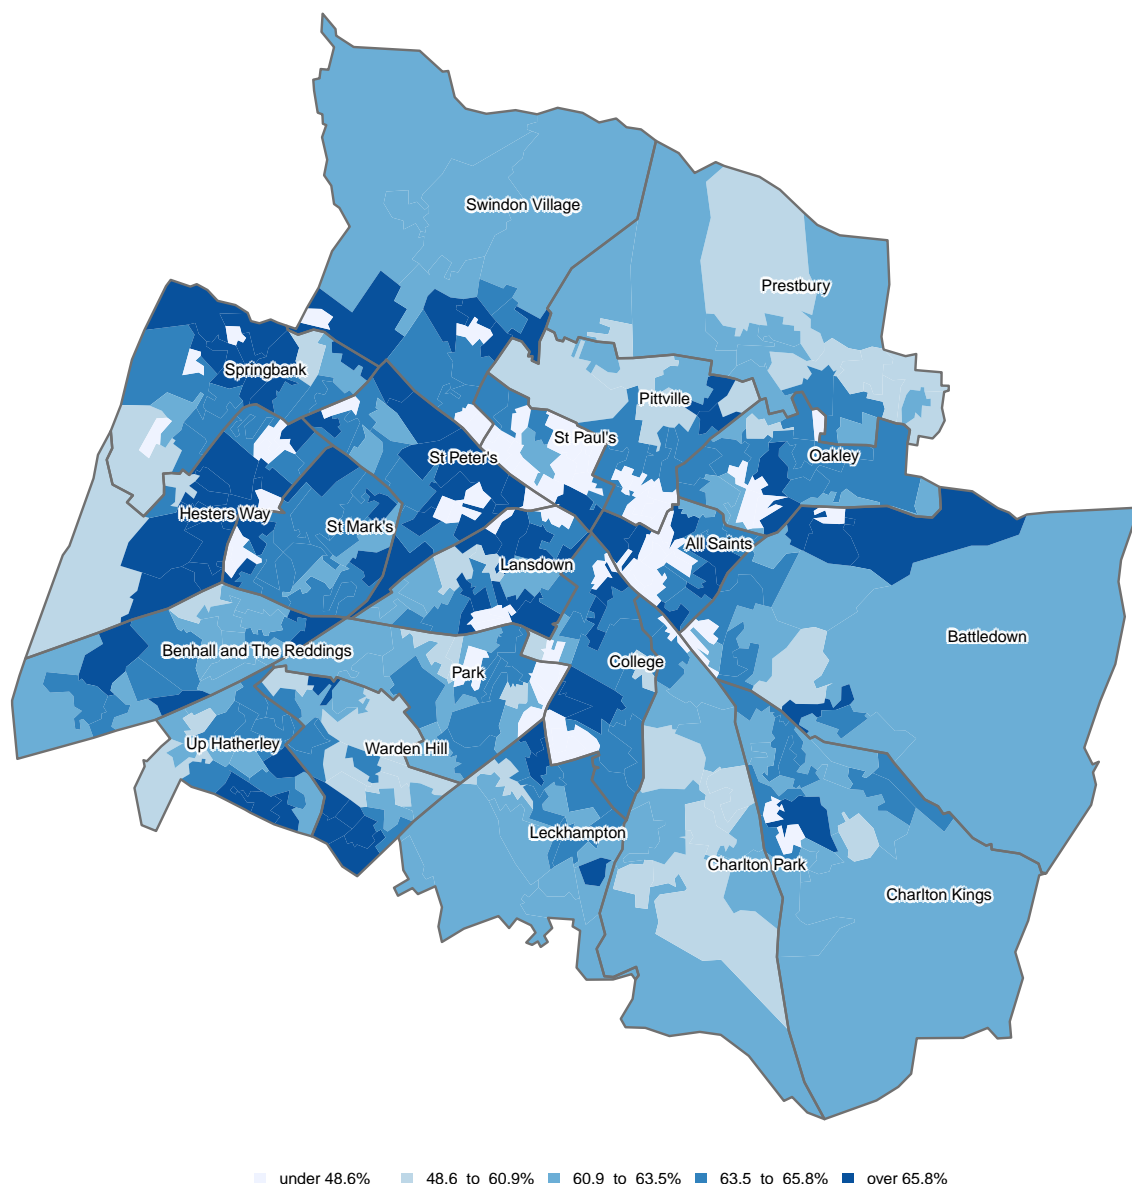 Swindon Village
Prestbury
Springbank
Pittville
St Paul's
St Peter's
Oakley
Hesters Way
St Mark's
All Saints
Lansdown
Battledown
Benhall and The Reddings
College
Park
Up Hatherley
Warden Hill
Leckhampton
Charlton Park
Charlton Kings
under 48.6% 48.6 to 60.9% 60.9 to 63.5% 63.5 to 65.8% over 65.8%